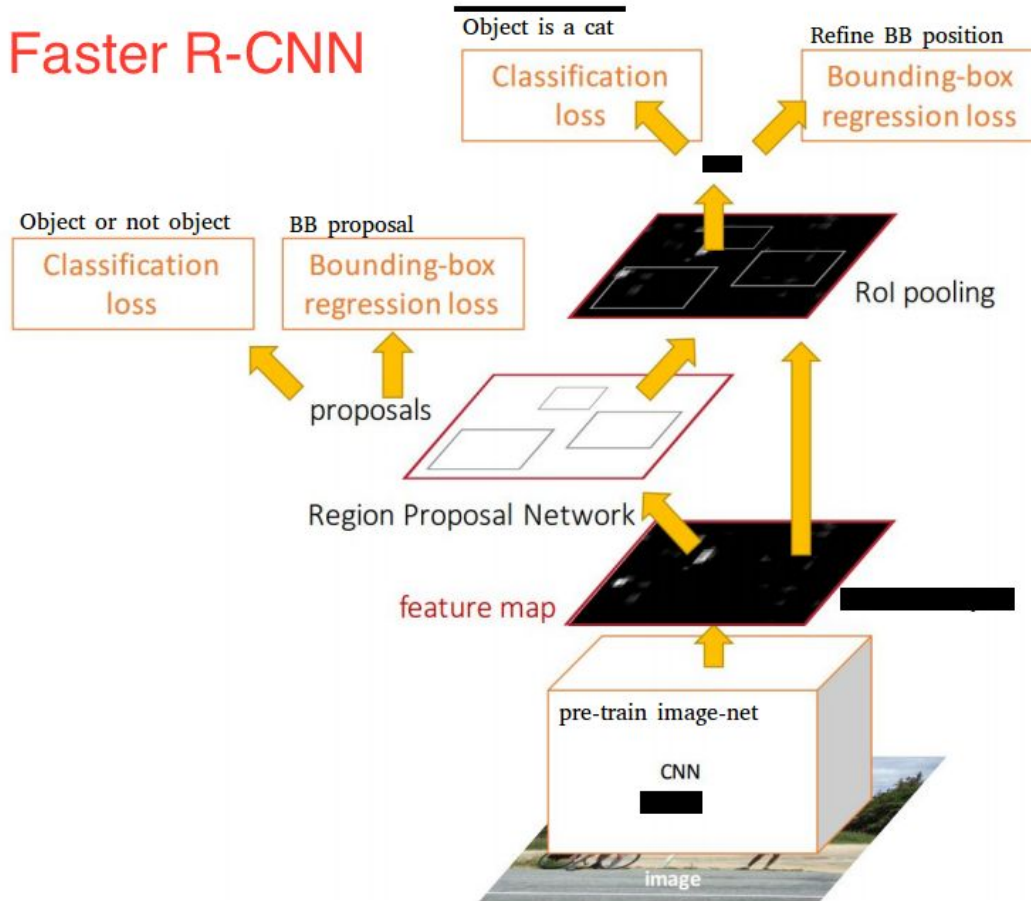 Faster R-CNN
Object is a cat
Classification
loss
Refine BB position
Bounding-box
regression loss
Object or not object
Classification
loss
BB proposal
Bounding-box
regression loss
RoI pooling
proposals
Region Proposal Network
feature map
pre-train image-net
CNN
image